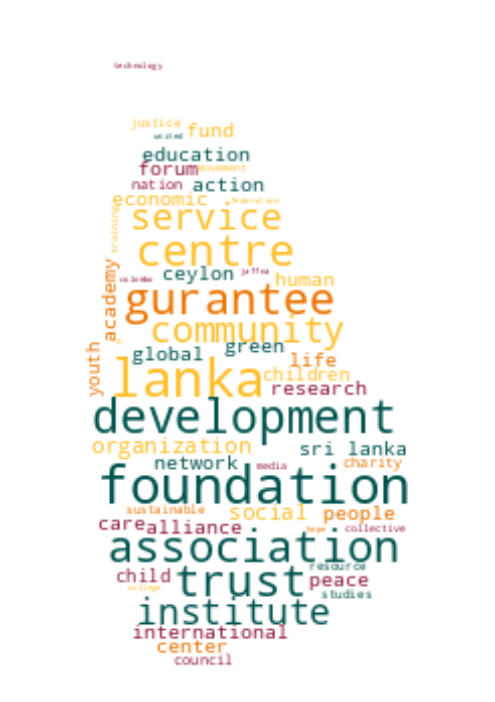 technology
justice
united
fund
education
forum
movement
nation
action
economic
federation
training
service
centre
ceylon
jaffna
colombo
human
academy
gurantee
community
global
green
youth
life
lanka
children
research
development
organization
sri lanka
network
media
charity
foundation
sustainable
social
people
care
alliance
hope
collective
association
resource
child
trust
peace
college
studies
institute
international
center
council